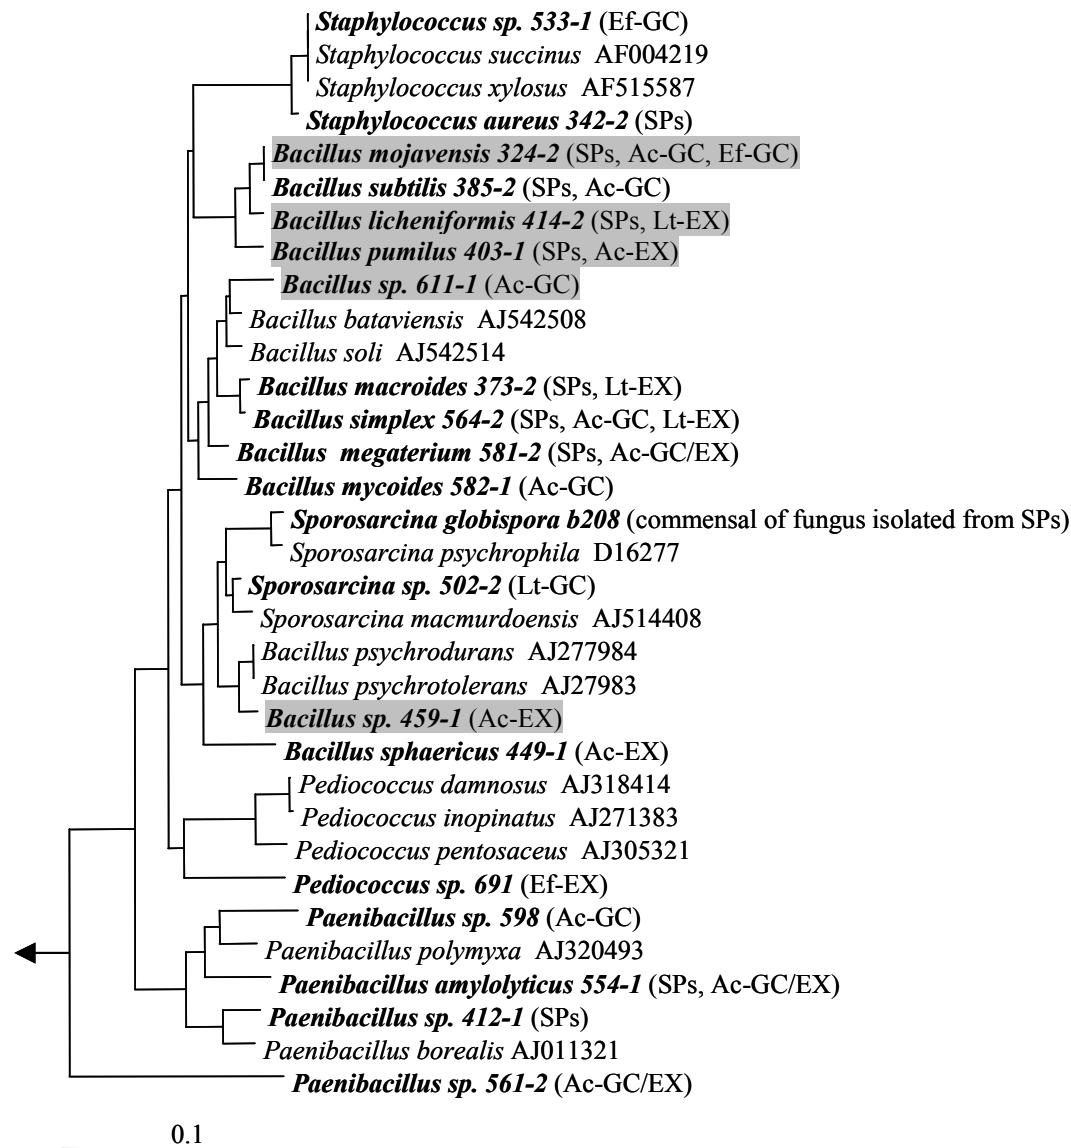 Staphylococcus sp. 533-1 (Ef-GC)
Staphylococcus succinus AF004219
Staphylococcus xylosus AF515587
Staphylococcus aureus 342-2 (SPs)
Bacillus mojavensis 324-2 (SPs, Ac-GC, Ef-GC)
Bacillus subtilis 385-2 (SPs, Ac-GC)
Bacillus licheniformis 414-2 (SPs, Lt-EX)
Bacillus pumilus 403-1 (SPs, Ac-EX)
Bacillus sp. 611-1 (Ac-GC)
Bacillus bataviensis AJ542508
Bacillus soli AJ542514
Bacillus macroides 373-2 (SPs, Lt-EX)
Bacillus simplex 564-2 (SPs, Ac-GC, Lt-EX)
Bacillus megaterium 581-2 (SPs, Ac-GC/EX)
Bacillus mycoides 582-1 (Ac-GC)
Sporosarcina globispora b208 (commensal of fungus isolated from SPs)
Sporosarcina psychrophila D16277
Sporosarcina sp. 502-2 (Lt-GC)
Sporosarcina macmurdoensis AJ514408
Bacillus psychrodurans AJ277984
Bacillus psychrotolerans AJ27983
Bacillus sp. 459-1 (Ac-EX)
Bacillus sphaericus 449-1 (Ac-EX)
Pediococcus damnosus AJ318414
Pediococcus inopinatus AJ271383
Pediococcus pentosaceus AJ305321
Pediococcus sp. 691 (Ef-EX)
Paenibacillus sp. 598 (Ac-GC)
Paenibacillus polymyxa AJ320493
Paenibacillus amylolyticus 554-1 (SPs, Ac-GC/EX)
Paenibacillus sp. 412-1 (SPs)
Paenibacillus borealis AJ011321
Paenibacillus sp. 561-2 (Ac-GC/EX)
0.1